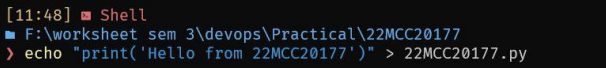 [11:48] Shell
F:\worksheet sem 3\devops\Practical\22MCC20177
❯ echo "print('Hello from 22MCC20177')" > 22MCC20177.py